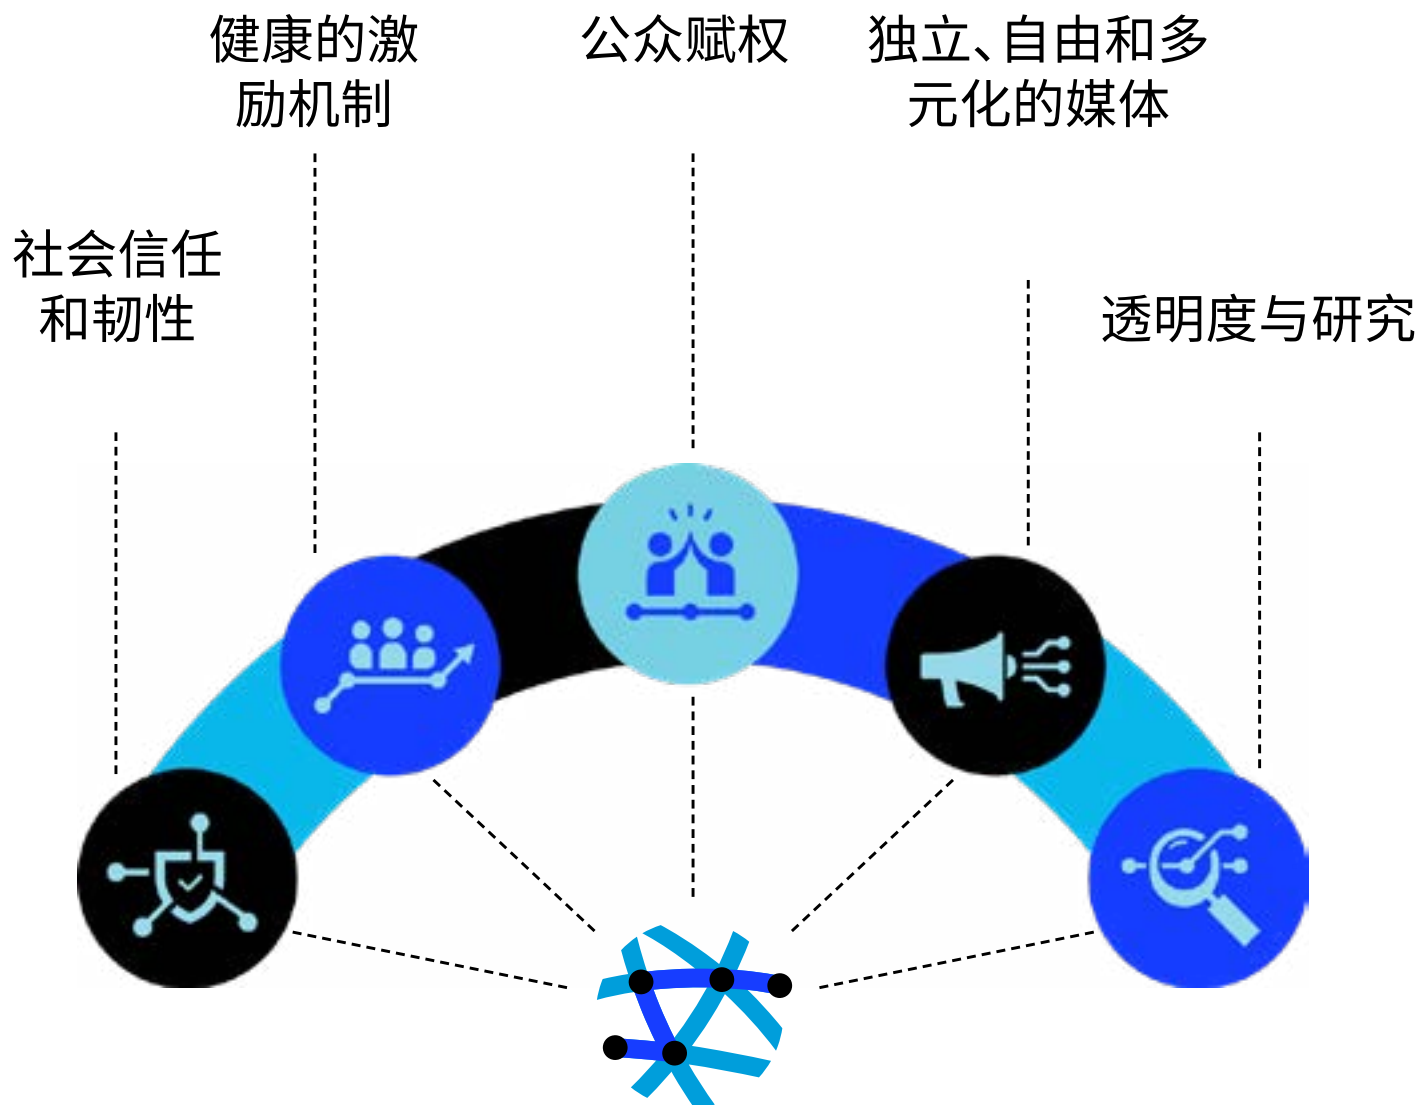 健康的激
励机制
公众赋权
独立、自由和多
元化的媒体
社会信任
和韧性
透明度与研究